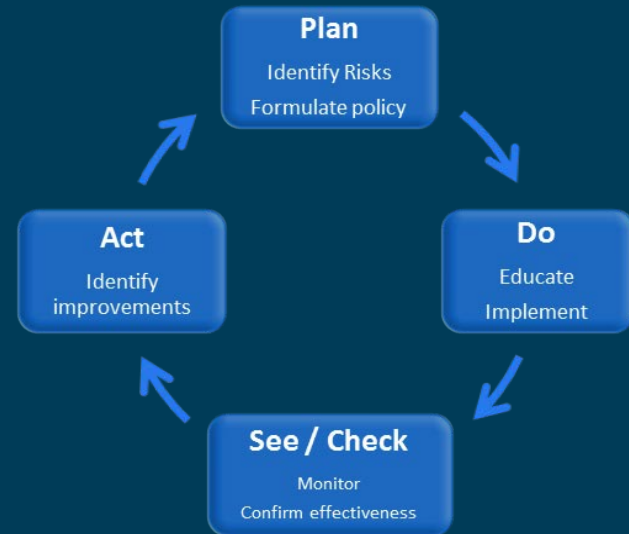 Plan
Identify Risks
Formulate policy
Do
Educate
Implement
See / Check
Monitor
Confirm effectiveness
Act
Identify
improvements